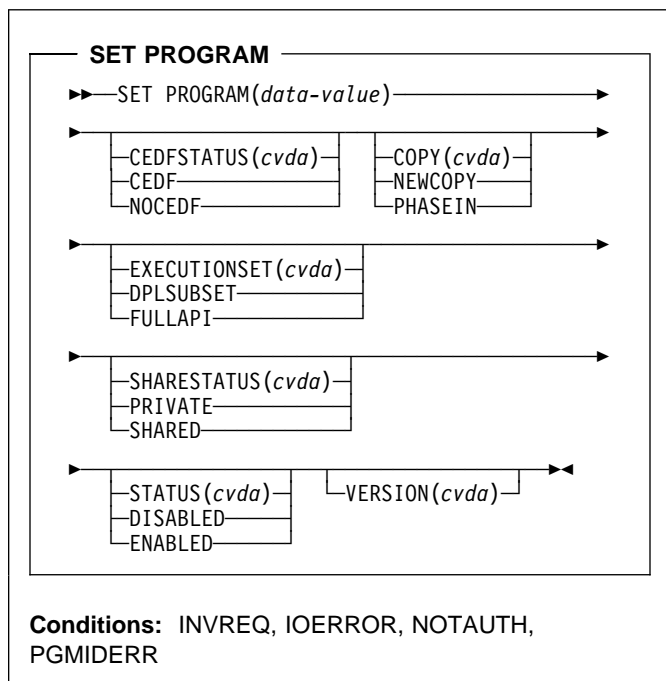 SET PROGRAM
SET PROGRAM(data-value)
CEDFSTATUS(cvda) COPY(cvda)
CEDF NEWCOPY
NOCEDF PHASEIN
EXECUTIONSET(cvda)
DPLSUBSET
FULLAPI
SHARESTATUS(cvda)
PRIVATE
SHARED
STATUS(cvda) VERSION(cvda)
DISABLED
ENABLED
Conditions: INVREQ, IOERROR, NOTAUTH,
PGMIDERR